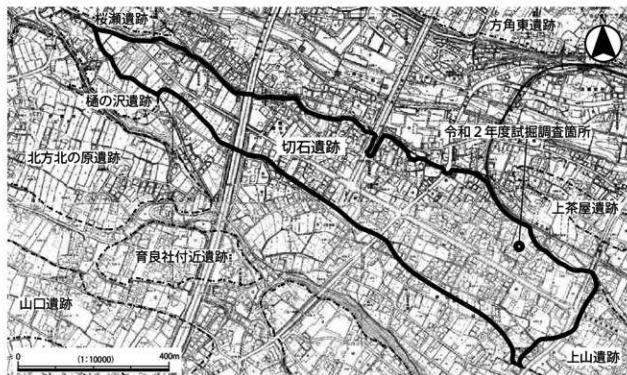 桜瀬遺跡
方角東遺跡
樋の沢遺跡
切石遺跡
令和２年度試掘調査箇所
北方北の原遺跡
上茶屋遺跡
育良社付近遺跡
山口遺跡
上山遺跡
0 (1:10000) 400m